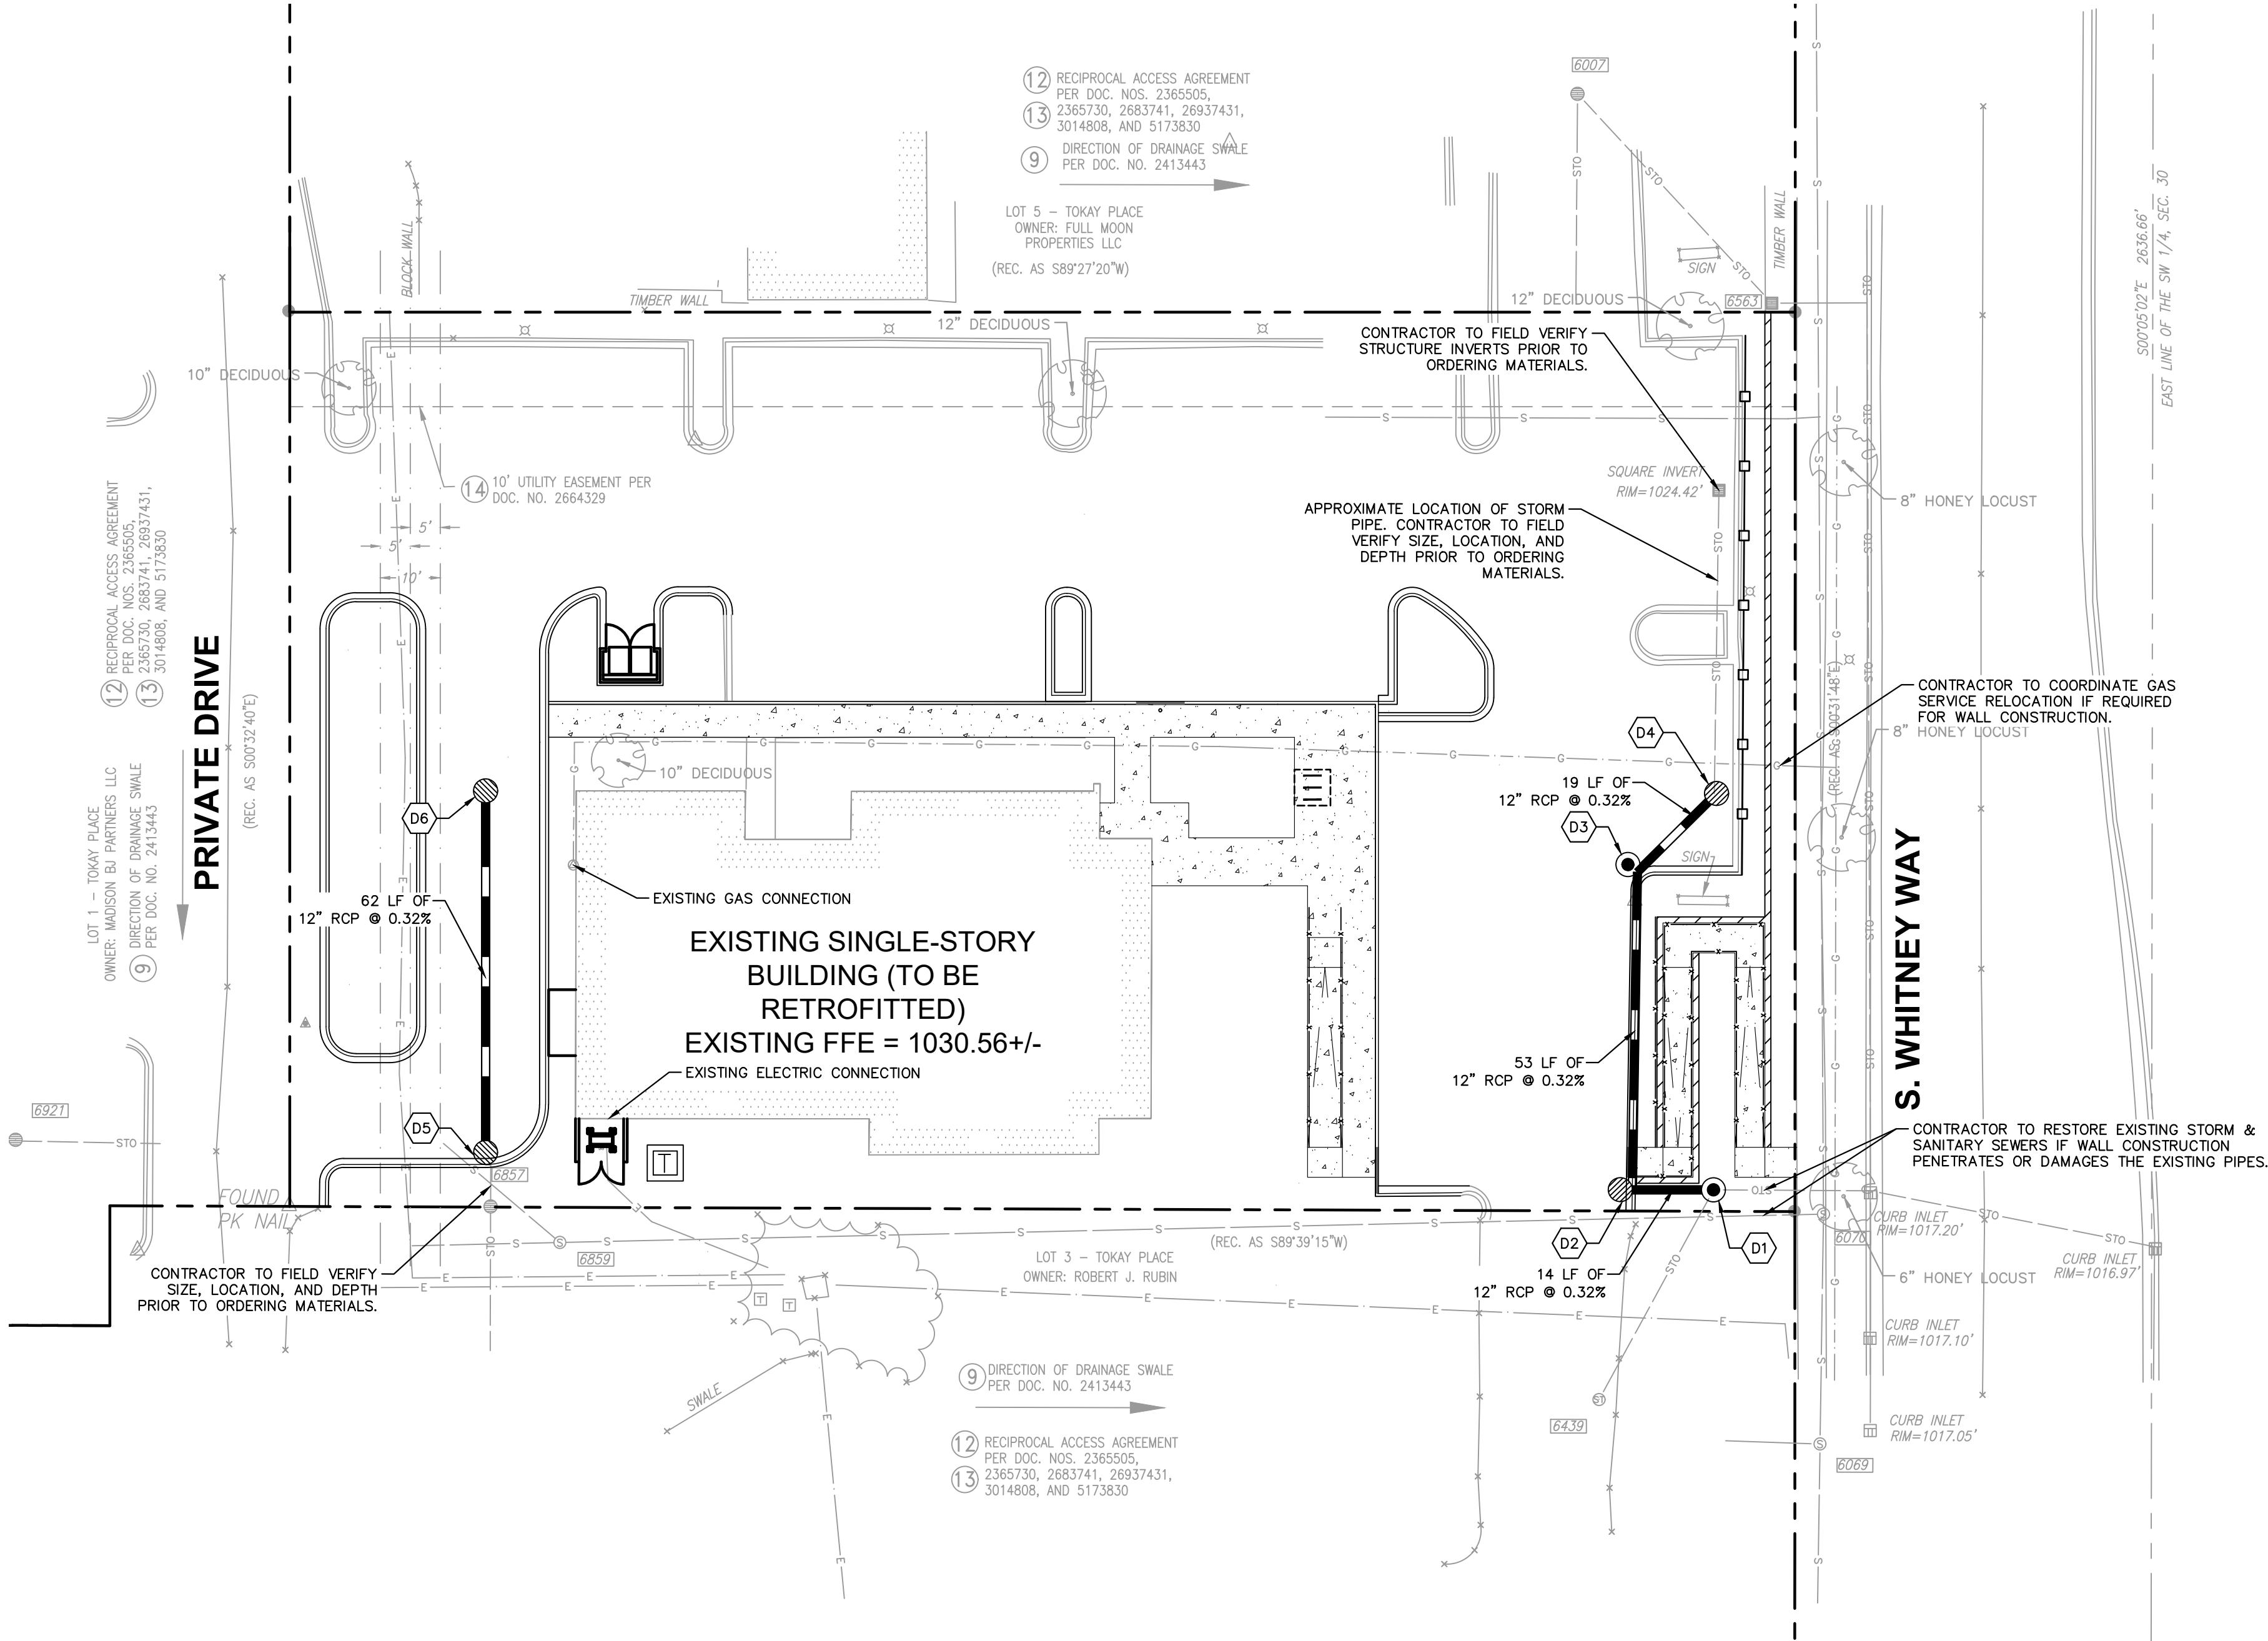 6007
12 RECIPROCAL ACCESS AGREEMENT
PER DOC. NOS. 2365505,
13 2365730, 2683741, 26937431,
3014808, AND 5173830
9 DIRECTION OF DRAINAGE SWALE
PER DOC. NO. 2413443
LOT 5 – TOKAY PLACE
OWNER: FULL MOON
PROPERTIES LLC
(REC. AS S89°27'20"W)
BLOCK WALL
TIMBER WALL
STO
STO
STO
SIGN
TIMBER WALL
STO
6563
12" DECIDUOUS
12" DECIDUOUS
10" DECIDUOUS
S00°05'02"E 2636.66'
EAST LINE OF THE SW 1/4, SEC. 30
CONTRACTOR TO FIELD VERIFY
STRUCTURE INVERTS PRIOR TO
ORDERING MATERIALS.
SQUARE INVERT
RIM=1024.42'
8" HONEY LOCUST
14 10' UTILITY EASEMENT PER
DOC. NO. 2664329
5'
5'
10'
APPROXIMATE LOCATION OF STORM
PIPE. CONTRACTOR TO FIELD
VERIFY SIZE, LOCATION, AND
DEPTH PRIOR TO ORDERING
MATERIALS.
12 RECIPROCAL ACCESS AGREEMENT
PER DOC. NOS. 2365505,
13 2365730, 2683741, 26937431,
3014808, AND 5173830
PRIVATE DRIVE
(REC. AS S00°32'40"E)
LOT 1 – TOKAY PLACE
OWNER: MADISON BJ PARTNERS LLC
9 DIRECTION OF DRAINAGE SWALE
PER DOC. NO. 2413443
CONTRACTOR TO COORDINATE GAS
SERVICE RELOCATION IF REQUIRED
FOR WALL CONSTRUCTION.
8" HONEY LOCUST
(REC. AS S00°31'48"E)
D4
19 LF OF
12" RCP @ 0.32%
D3
SIGN
10" DECIDUOUS
D6
62 LF OF
12" RCP @ 0.32%
EXISTING GAS CONNECTION
EXISTING SINGLE-STORY
BUILDING (TO BE
RETROFITTED)
EXISTING FFE = 1030.56+/-
EXISTING ELECTRIC CONNECTION
53 LF OF
12" RCP @ 0.32%
S. WHITNEY WAY
6921
STO
D5
6857
T
CONTRACTOR TO RESTORE EXISTING STORM &
SANITARY SEWERS IF WALL CONSTRUCTION
PENETRATES OR DAMAGES THE EXISTING PIPES.
FOUND
PK NAIL
STO
STO
CURB INLET
RIM=1017.20'
6070
STO
STO
CURB INLET
RIM=1016.97'
6" HONEY LOCUST
D2
D1
14 LF OF
12" RCP @ 0.32%
(REC. AS S89°39'15"W)
LOT 3 – TOKAY PLACE
OWNER: ROBERT J. RUBIN
6859
CONTRACTOR TO FIELD VERIFY
SIZE, LOCATION, AND DEPTH
PRIOR TO ORDERING MATERIALS.
T
T
STO
CURB INLET
RIM=1017.10'
SWALE
9 DIRECTION OF DRAINAGE SWALE
PER DOC. NO. 2413443
ST
6439
CURB INLET
RIM=1017.05'
12 RECIPROCAL ACCESS AGREEMENT
PER DOC. NOS. 2365505,
13 2365730, 2683741, 26937431,
3014808, AND 5173830
S
6069